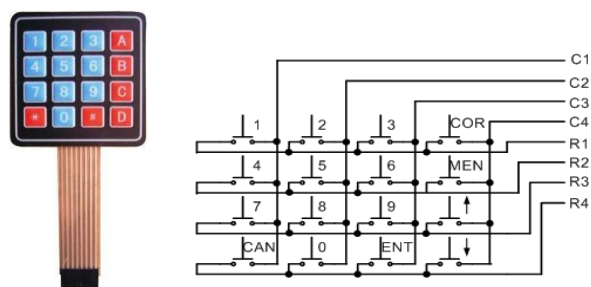 1 2 3 A
4 5 6 B
7 8 9 C
* 0 # D
C1
C2
C3
1 2 3 COR C4
R1
4 5 6 MEN R2
R3
7 8 9 ↑ R4
CAN 0 ENT ↓